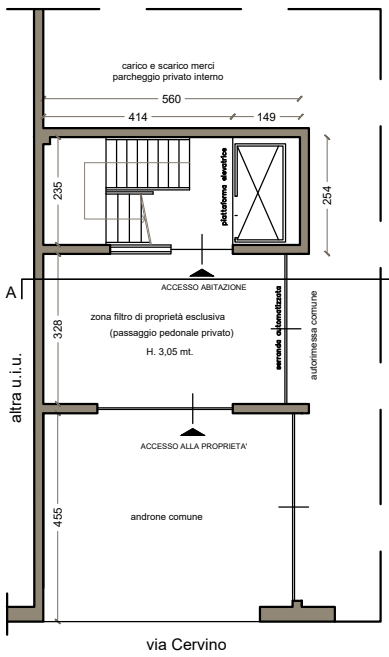 carico e scarico merci
parcheggio privato interno
560
414
149
235
piattaforma elevatrice
254
A
ACCESSO ABITAZIONE
altra u.i.u.
328
zona filtro di proprietà esclusiva
(passaggio pedonale privato)
H. 3,05 mt.
serranda automatizzata
autorimessa comune
ACCESSO ALLA PROPRIETA'
455
androne comune
via Cervino